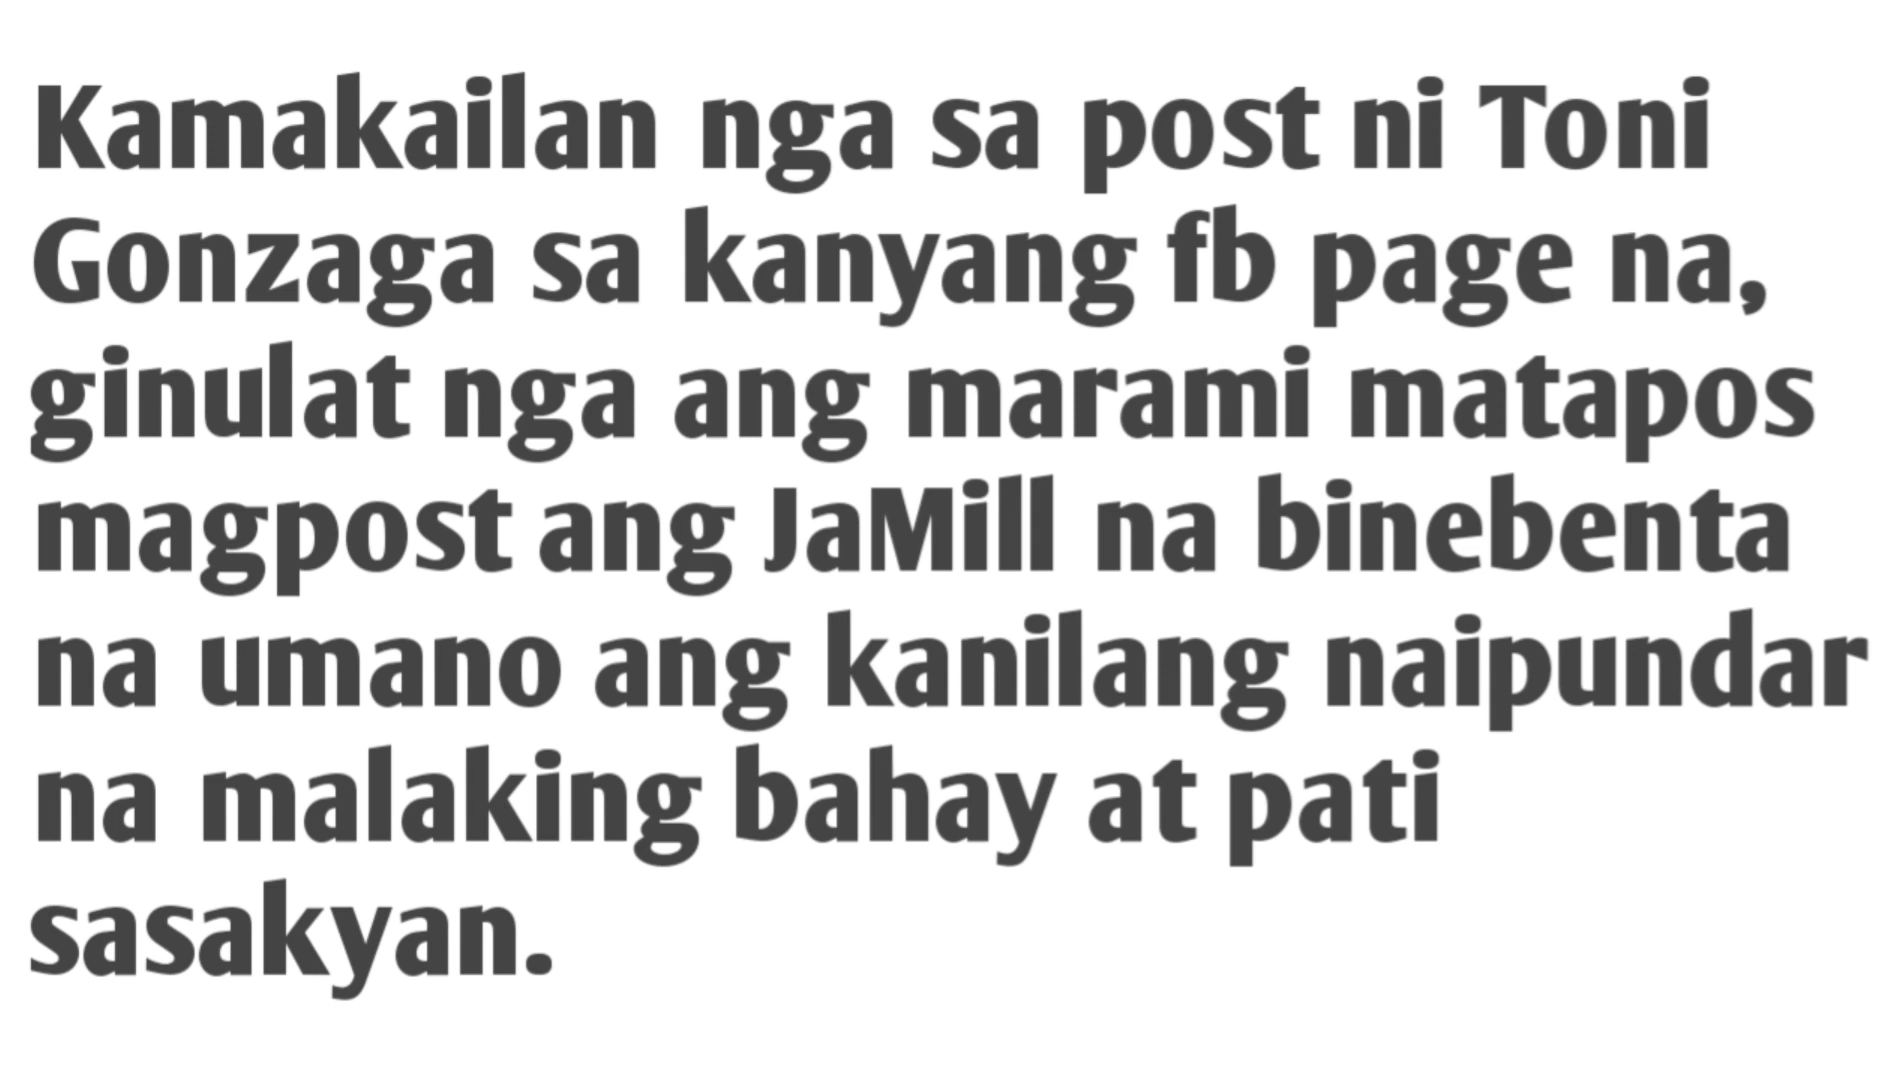 Kamakailan nga sa post ni Toni
Gonzaga sa kanyang fb page na,
ginulat nga ang marami matapos
magpost ang JaMill na binebenta
na umano ang kanilang naipundar
na malaking bahay at pati
sasakyan.